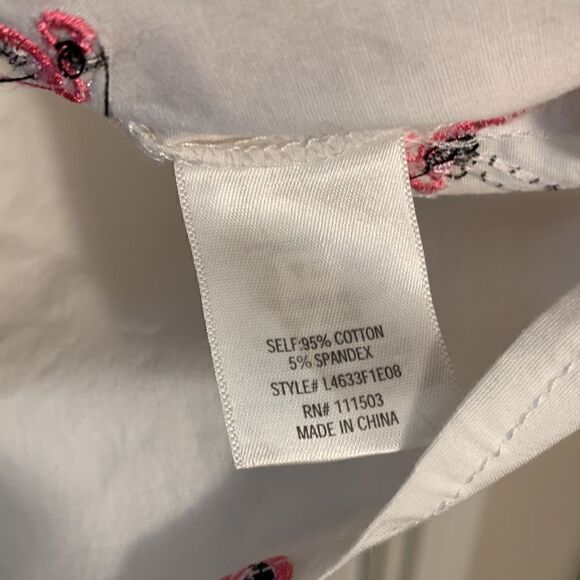 SELF:95% COTTON
5% SPANDEX
STYLE# L4633F1E08
RN# 111503
MADE IN CHINA